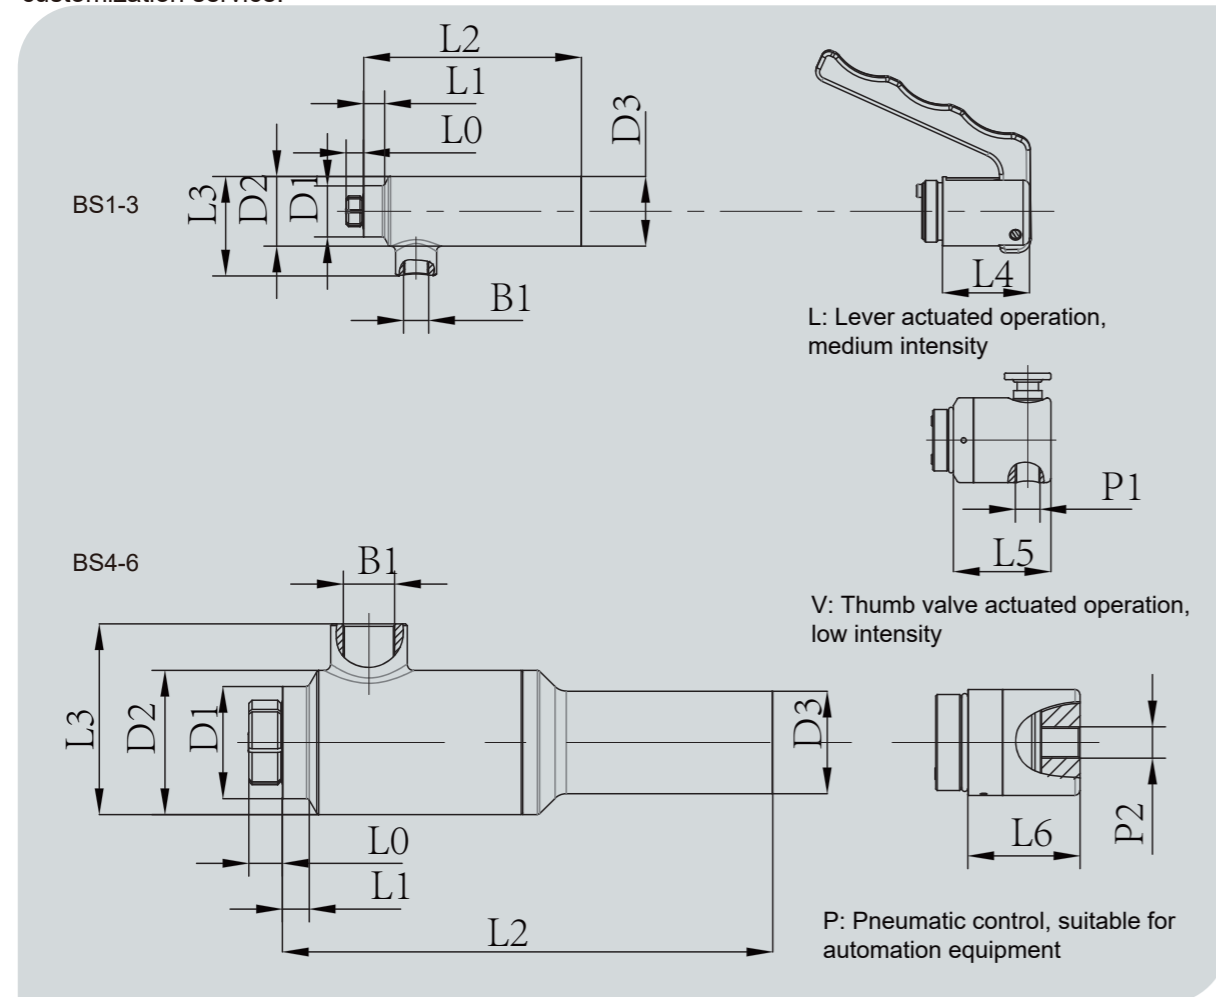 customization service.
L2
L1
L0
D3
BS1-3
L3
D2
D1
B1
L4
L: Lever actuated operation,
medium intensity
P1
L5
V: Thumb valve actuated operation,
low intensity
BS4-6
B1
L3
D2
D1
D3
L0
L1
L2
L6
P2
P: Pneumatic control, suitable for
automation equipment